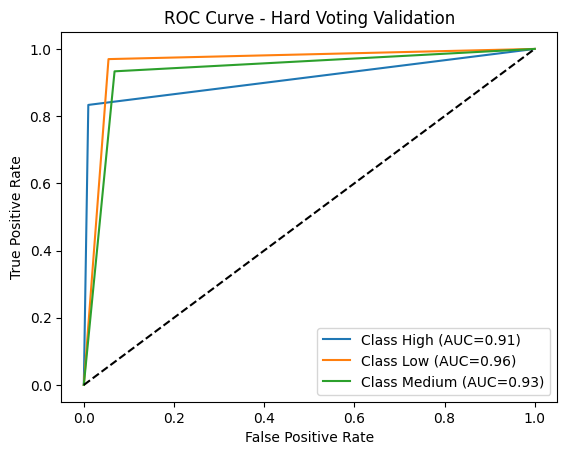 ROC Curve - Hard Voting Validation
True Positive Rate
1.0
0.8
0.6
0.4
0.2
0.0
Class High (AUC=0.91)
Class Low (AUC=0.96)
Class Medium (AUC=0.93)
0.0 0.2 0.4 0.6 0.8 1.0
False Positive Rate